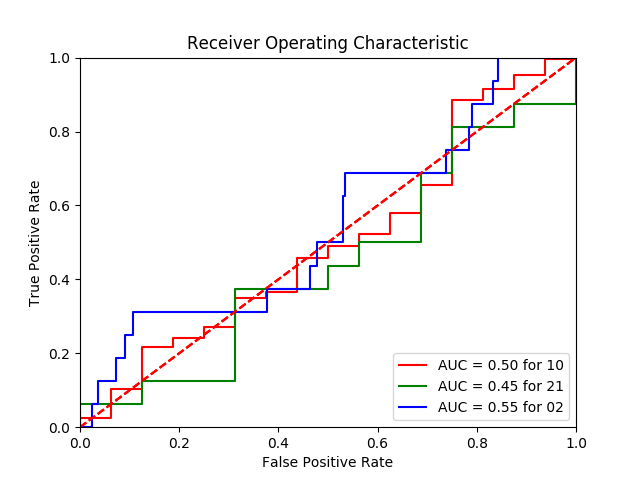 Receiver Operating Characteristic
True Positive Rate
1.0
0.8
0.6
0.4
0.2
0.0
AUC = 0.50 for 10
AUC = 0.45 for 21
AUC = 0.55 for 02
0.0 0.2 0.4 0.6 0.8 1.0
False Positive Rate